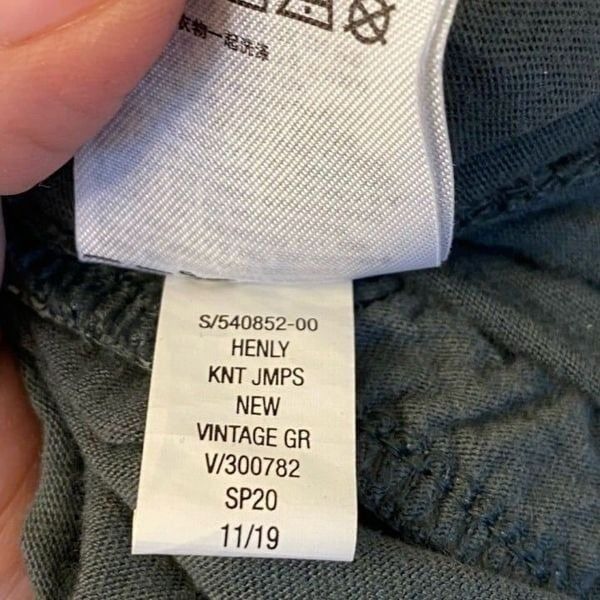 衣物一起洗涤
S/540852-00
HENLY
KNT JMPS
NEW
VINTAGE GR
V/300782
SP20
11/19